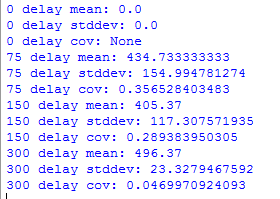 0 delay mean: 0.0
0 delay stddev: 0.0
0 delay cov: None
75 delay mean: 434.733333333
75 delay stddev: 154.994781274
75 delay cov: 0.356528403483
150 delay mean: 405.37
150 delay stddev: 117.307571935
150 delay cov: 0.289383950305
300 delay mean: 496.37
300 delay stddev: 23.3279467592
300 delay cov: 0.0469970924093